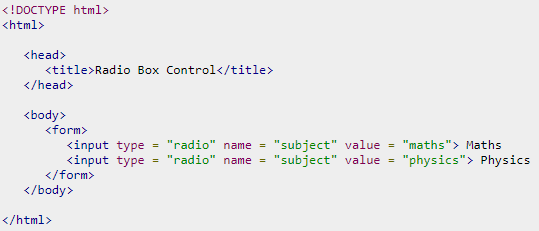 <!DOCTYPE html>
<html>
<head>
<title>Radio Box Control</title>
</head>
<body>
<form>
<input type = "radio" name = "subject" value = "maths"> Maths
<input type = "radio" name = "subject" value = "physics"> Physics
</form>
</body>
</html>